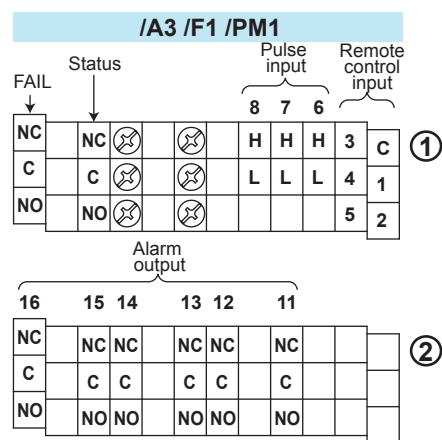 /A3 /F1 /PM1
Pulse input
Remote control input
Status
FAIL
8 7 6
NC NC H H H 3 C
C C L L L 4 1
NO NO 5 2
①
Alarm output
16 15 14 13 12 11
NC NC NC NC NC NC
C C C C C C
NO NO NO NO NO NO
②